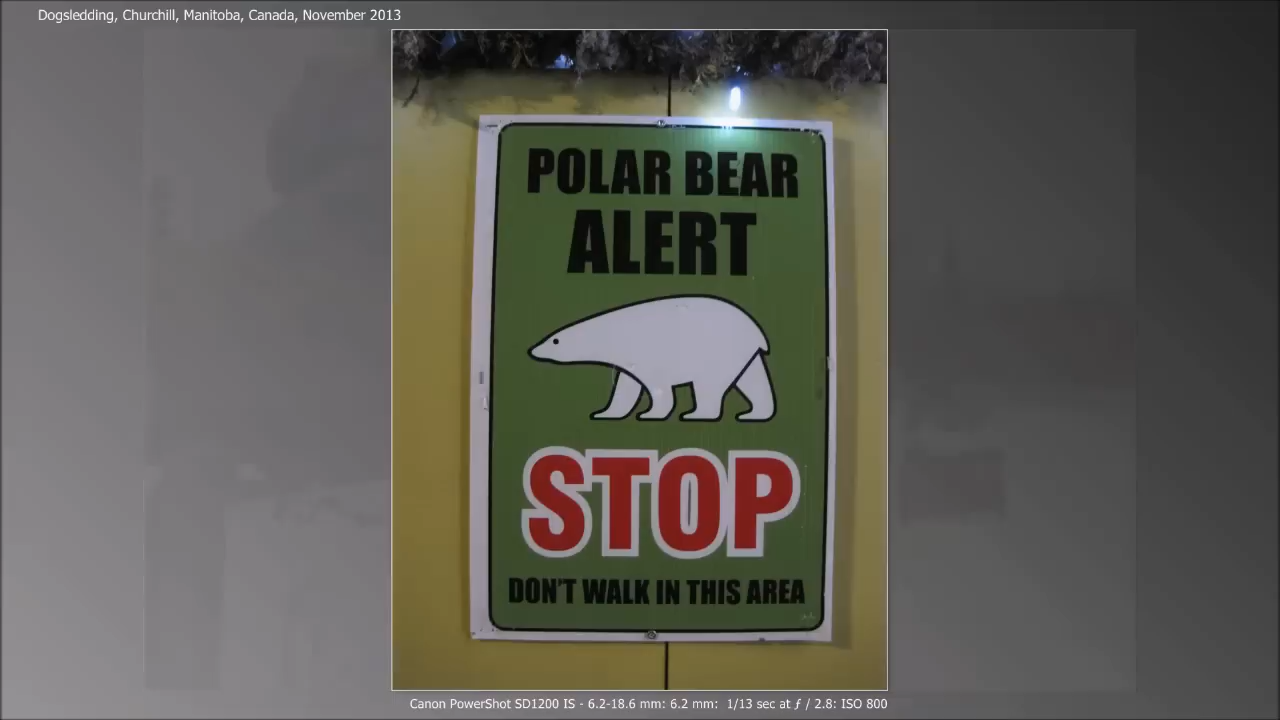 Dogsledding, Churchill, Manitoba, Canada, November 2013
POLAR BEAR
ALERT
STOP
DON'T WALK IN THIS AREA
Canon PowerShot SD1200 IS - 6.2-18.6 mm: 6.2 mm: 1/13 sec at ƒ / 2.8: ISO 800